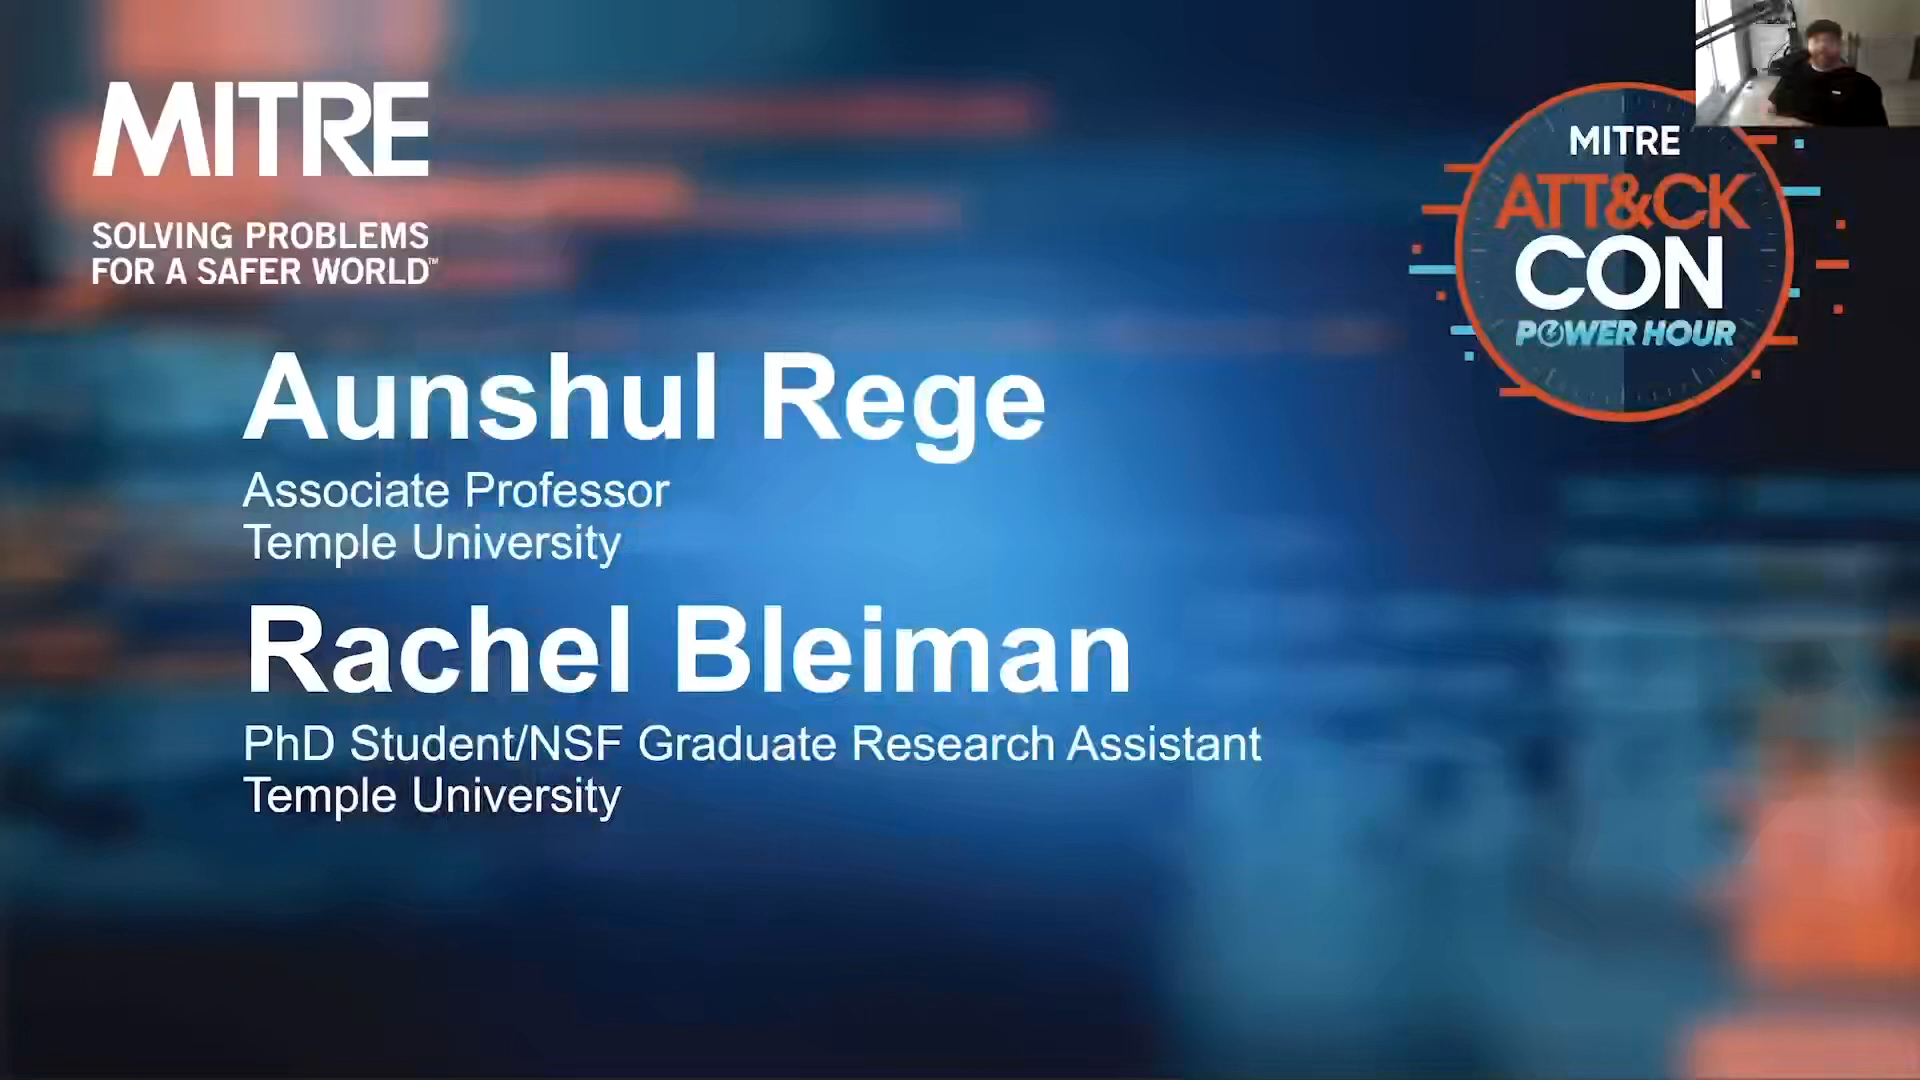 MITRE
SOLVING PROBLEMS
FOR A SAFER WORLD™
MITRE
ATT&CK
CON
POWER HOUR
Aunshul Rege
Associate Professor
Temple University
Rachel Bleiman
PhD Student/NSF Graduate Research Assistant
Temple University